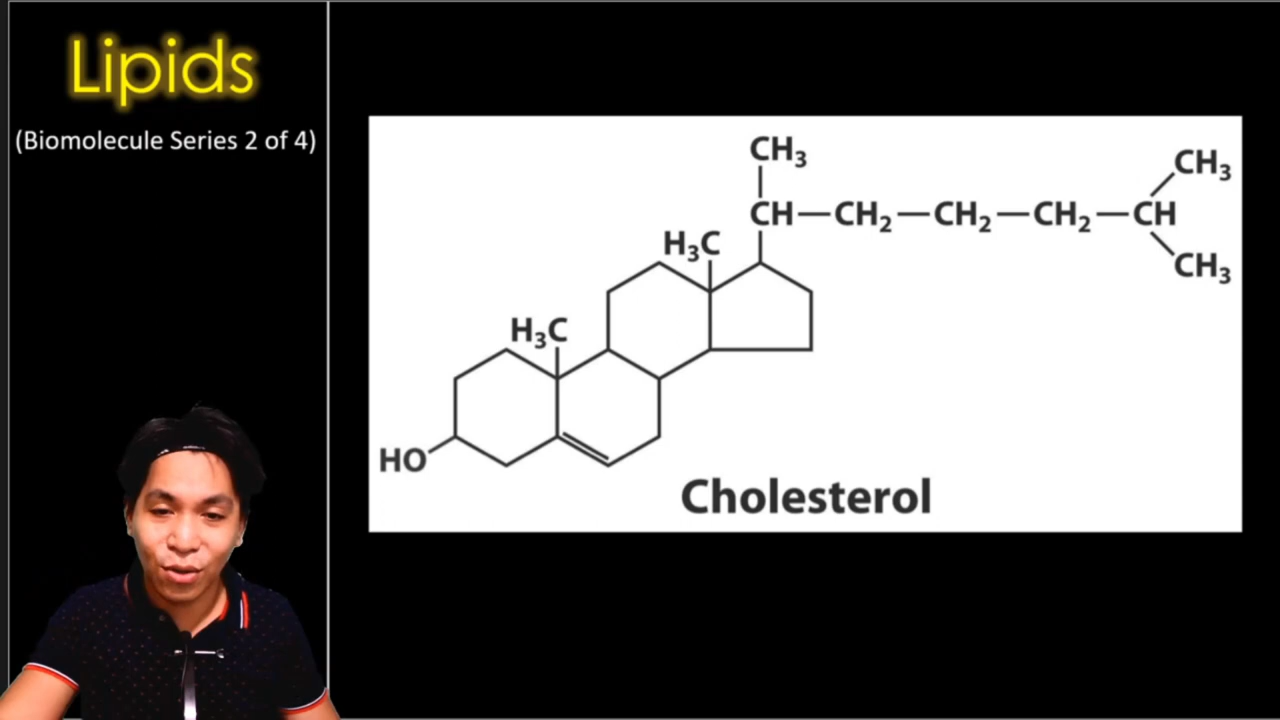 Lipids
(Biomolecule Series 2 of 4)
CH₃
CH₃
CH—CH₂—CH₂—CH₂—CH
H₃C
CH₃
H₃C
HO
Cholesterol